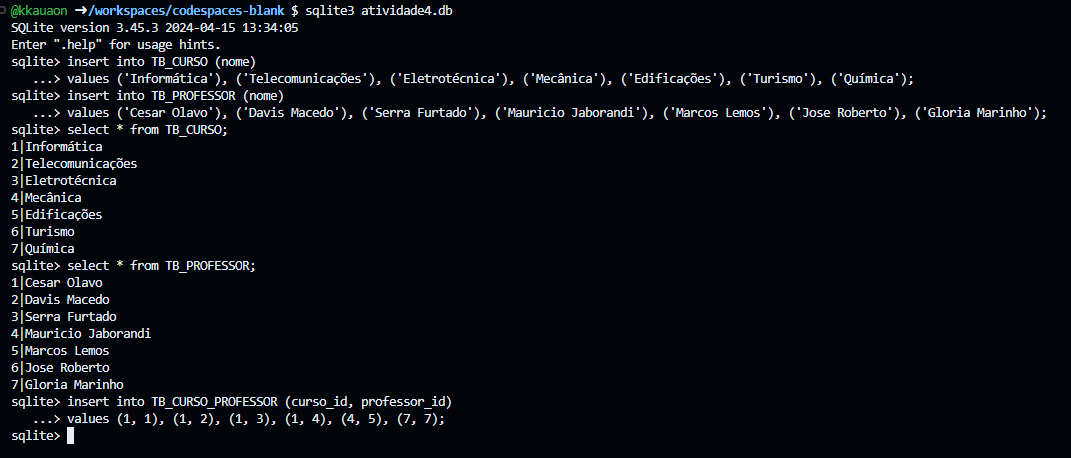 @kkauaon ➜/workspaces/codespaces-blank $ sqlite3 atividade4.db
SQLite version 3.45.3 2024-04-15 13:34:05
Enter ".help" for usage hints.
sqlite> insert into TB_CURSO (nome)
   ...> values ('Informática'), ('Telecomunicações'), ('Eletrotécnica'), ('Mecânica'), ('Edificações'), ('Turismo'), ('Química');
sqlite> insert into TB_PROFESSOR (nome)
   ...> values ('Cesar Olavo'), ('Davis Macedo'), ('Serra Furtado'), ('Mauricio Jaborandi'), ('Marcos Lemos'), ('Jose Roberto'), ('Gloria Marinho');
sqlite> select * from TB_CURSO;
1|Informática
2|Telecomunicações
3|Eletrotécnica
4|Mecânica
5|Edificações
6|Turismo
7|Química
sqlite> select * from TB_PROFESSOR;
1|Cesar Olavo
2|Davis Macedo
3|Serra Furtado
4|Mauricio Jaborandi
5|Marcos Lemos
6|Jose Roberto
7|Gloria Marinho
sqlite> insert into TB_CURSO_PROFESSOR (curso_id, professor_id)
   ...> values (1, 1), (1, 2), (1, 3), (1, 4), (4, 5), (7, 7);
sqlite>